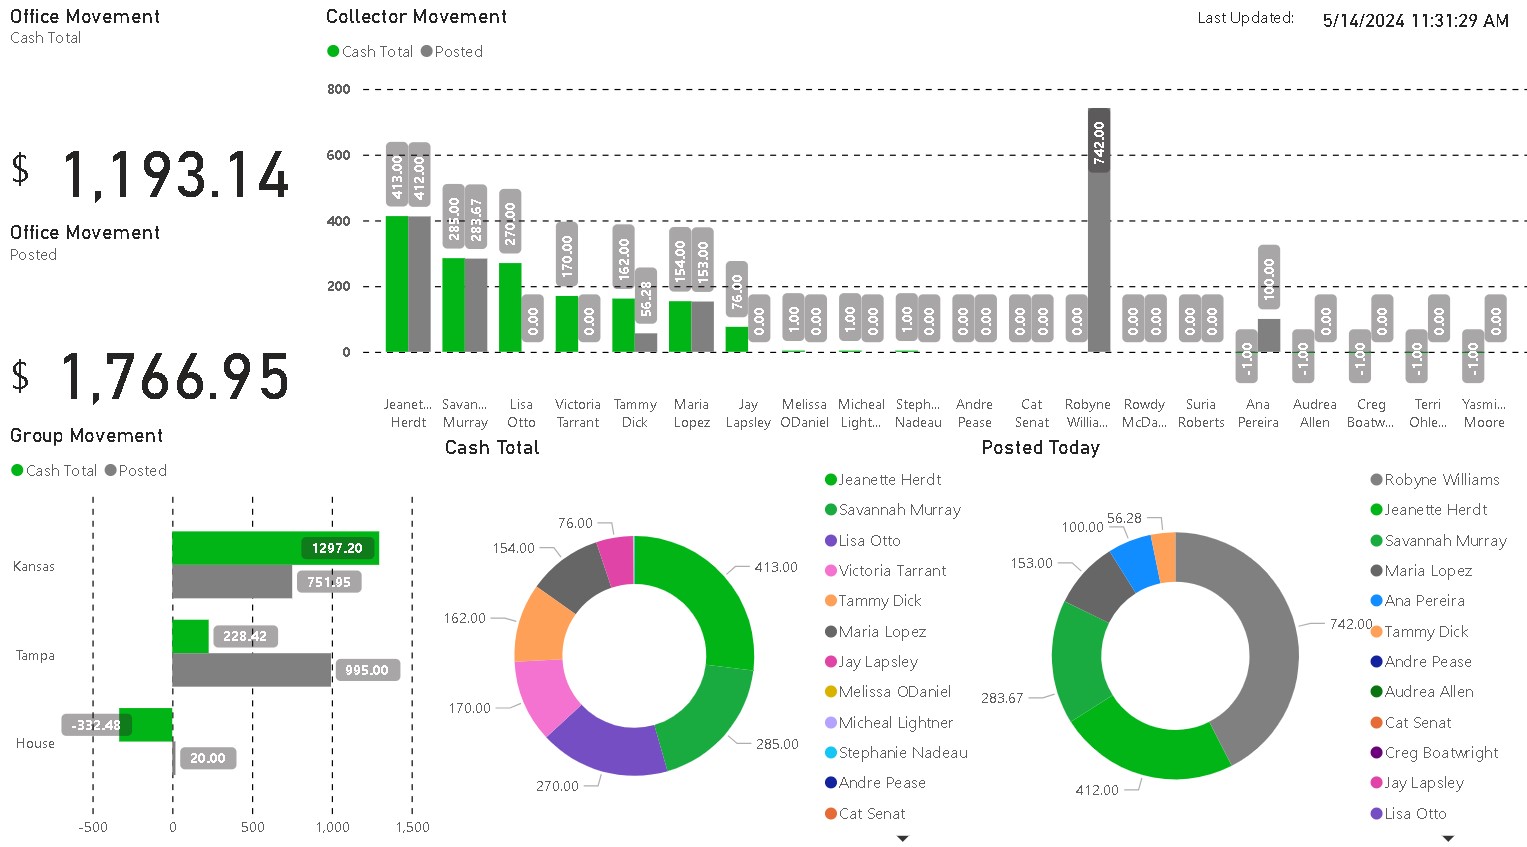 Office Movement
Cash Total
$ 1,193.14
Office Movement
Posted
$ 1,766.95
Collector Movement
Last Updated: 5/14/2024 11:31:29 AM
Cash Total Posted
800
600
400
200
0
413.00 412.00 285.00 283.67 270.00 0.00 170.00 0.00 162.00 56.28 154.00 153.00 76.00 0.00 1.00 0.00 1.00 0.00 1.00 0.00 0.00 0.00 0.00 0.00 0.00 742.00 0.00 0.00 0.00 0.00 -1.00 100.00 -1.00 0.00 -1.00 0.00 -1.00 0.00 -1.00 0.00
Jeanet... Savan... Lisa Victoria Tammy Maria Jay Melissa Micheal Steph... Andre Cat Robyne Rowdy Suria Ana Audrea Creg Terri Yasmi...
Herdt Murray Otto Tarrant Dick Lopez Lapsley ODaniel Light... Nadeau Pease Senat Willia... McDa... Roberts Pereira Allen Boatw... Ohle... Moore
Group Movement
Cash Total Posted
Kansas
1297.20
751.95
Tampa
228.42
995.00
House
-332.48
20.00
-500 0 500 1,000 1,500
Cash Total
413.00
285.00
270.00
170.00
162.00
154.00
76.00
Jeanette Herdt
Savannah Murray
Lisa Otto
Victoria Tarrant
Tammy Dick
Maria Lopez
Jay Lapsley
Melissa ODaniel
Micheal Lightner
Stephanie Nadeau
Andre Pease
Cat Senat
Posted Today
742.00
412.00
283.67
153.00
100.00
56.28
Robyne Williams
Jeanette Herdt
Savannah Murray
Maria Lopez
Ana Pereira
Tammy Dick
Andre Pease
Audrea Allen
Cat Senat
Creg Boatwright
Jay Lapsley
Lisa Otto